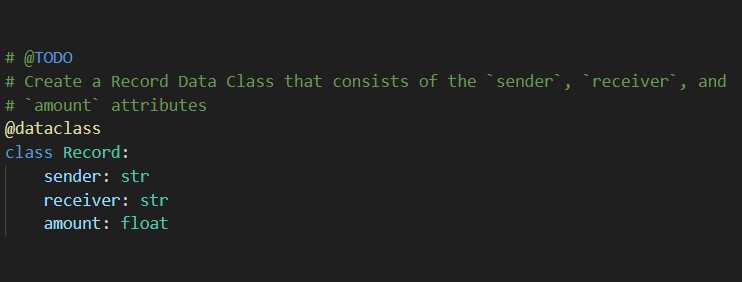 # @TODO
# Create a Record Data Class that consists of the `sender`, `receiver`, and
# `amount` attributes
@dataclass
class Record:
    sender: str
    receiver: str
    amount: float